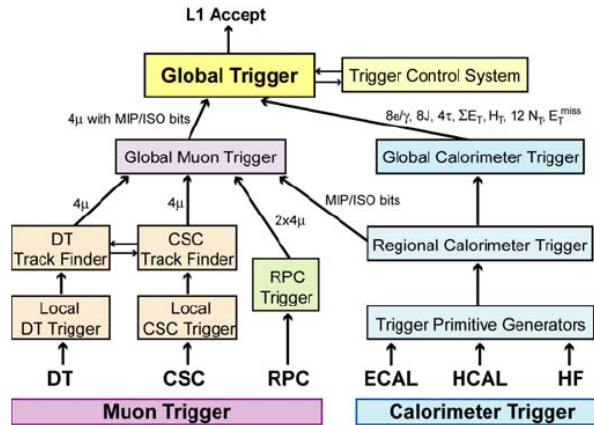 L1 Accept
Global Trigger
Trigger Control System
4μ with MIP/ISO bits
8e/γ, 8J, 4τ, ΣE_T, H_T, 12 N_T, E_T^miss
Global Muon Trigger
Global Calorimeter Trigger
4μ
4μ
2x4μ
MIP/ISO bits
DT
Track Finder
CSC
Track Finder
RPC
Trigger
Regional Calorimeter Trigger
Local
DT Trigger
Local
CSC Trigger
Trigger Primitive Generators
DT
CSC
RPC
ECAL
HCAL
HF
Muon Trigger
Calorimeter Trigger